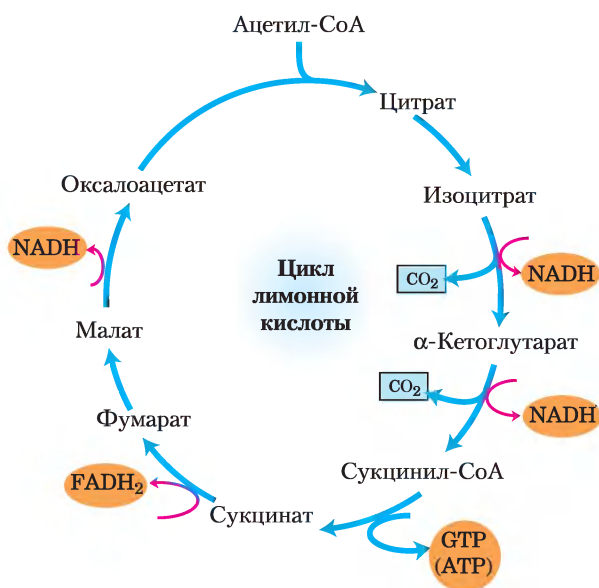 Ацетил-CoA
Цитрат
Изоцитрат
NADH
CO₂
α-Кетоглутарат
NADH
CO₂
Сукцинил-CoA
GTP
(ATP)
Сукцинат
FADH₂
Фумарат
Малат
NADH
Оксалоацетат
Цикл
лимонной
кислоты